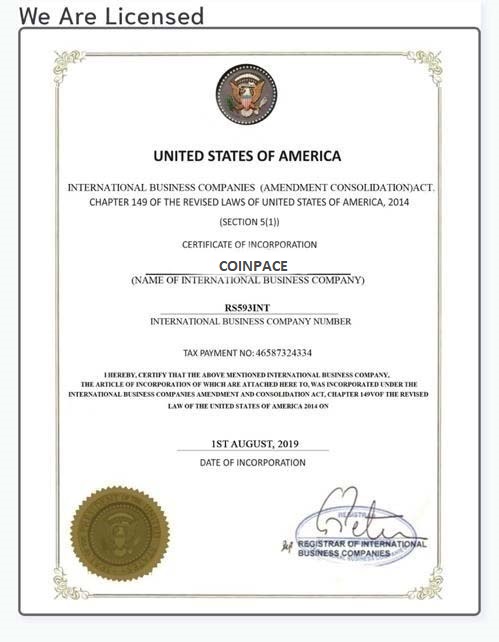 We Are Licensed
UNITED STATES OF AMERICA
INTERNATIONAL BUSINESS COMPANIES (AMENDMENT CONSOLIDATION)ACT.
CHAPTER 149 OF THE REVISED LAWS OF UNITED STATES OF AMERICA, 2014
(SECTION 5(1))
CERTIFICATE OF INCORPORATION
COINPACE
(NAME OF INTERNATIONAL BUSINESS COMPANY)
RS593INT
INTERNATIONAL BUSINESS COMPANY NUMBER
TAX PAYMENT NO: 46587324334
I HEREBY, CERTIFY THAT THE ABOVE MENTIONED INTERNATIONAL BUSINESS COMPANY,
THE ARTICLE OF INCORPORATION OF WHICH ARE ATTACHED HERE TO, WAS INCORPORATED UNDER THE
INTERNATIONAL BUSINESS COMPANIES AMENDMENT AND CONSOLIDATION ACT, CHAPTER 149VOF THE REVISED
LAW OF THE UNITED STATES OF AMERICA 2014 ON
1ST AUGUST, 2019
DATE OF INCORPORATION
REGISTRAR OF INTERNATIONAL
BUSINESS COMPANIES